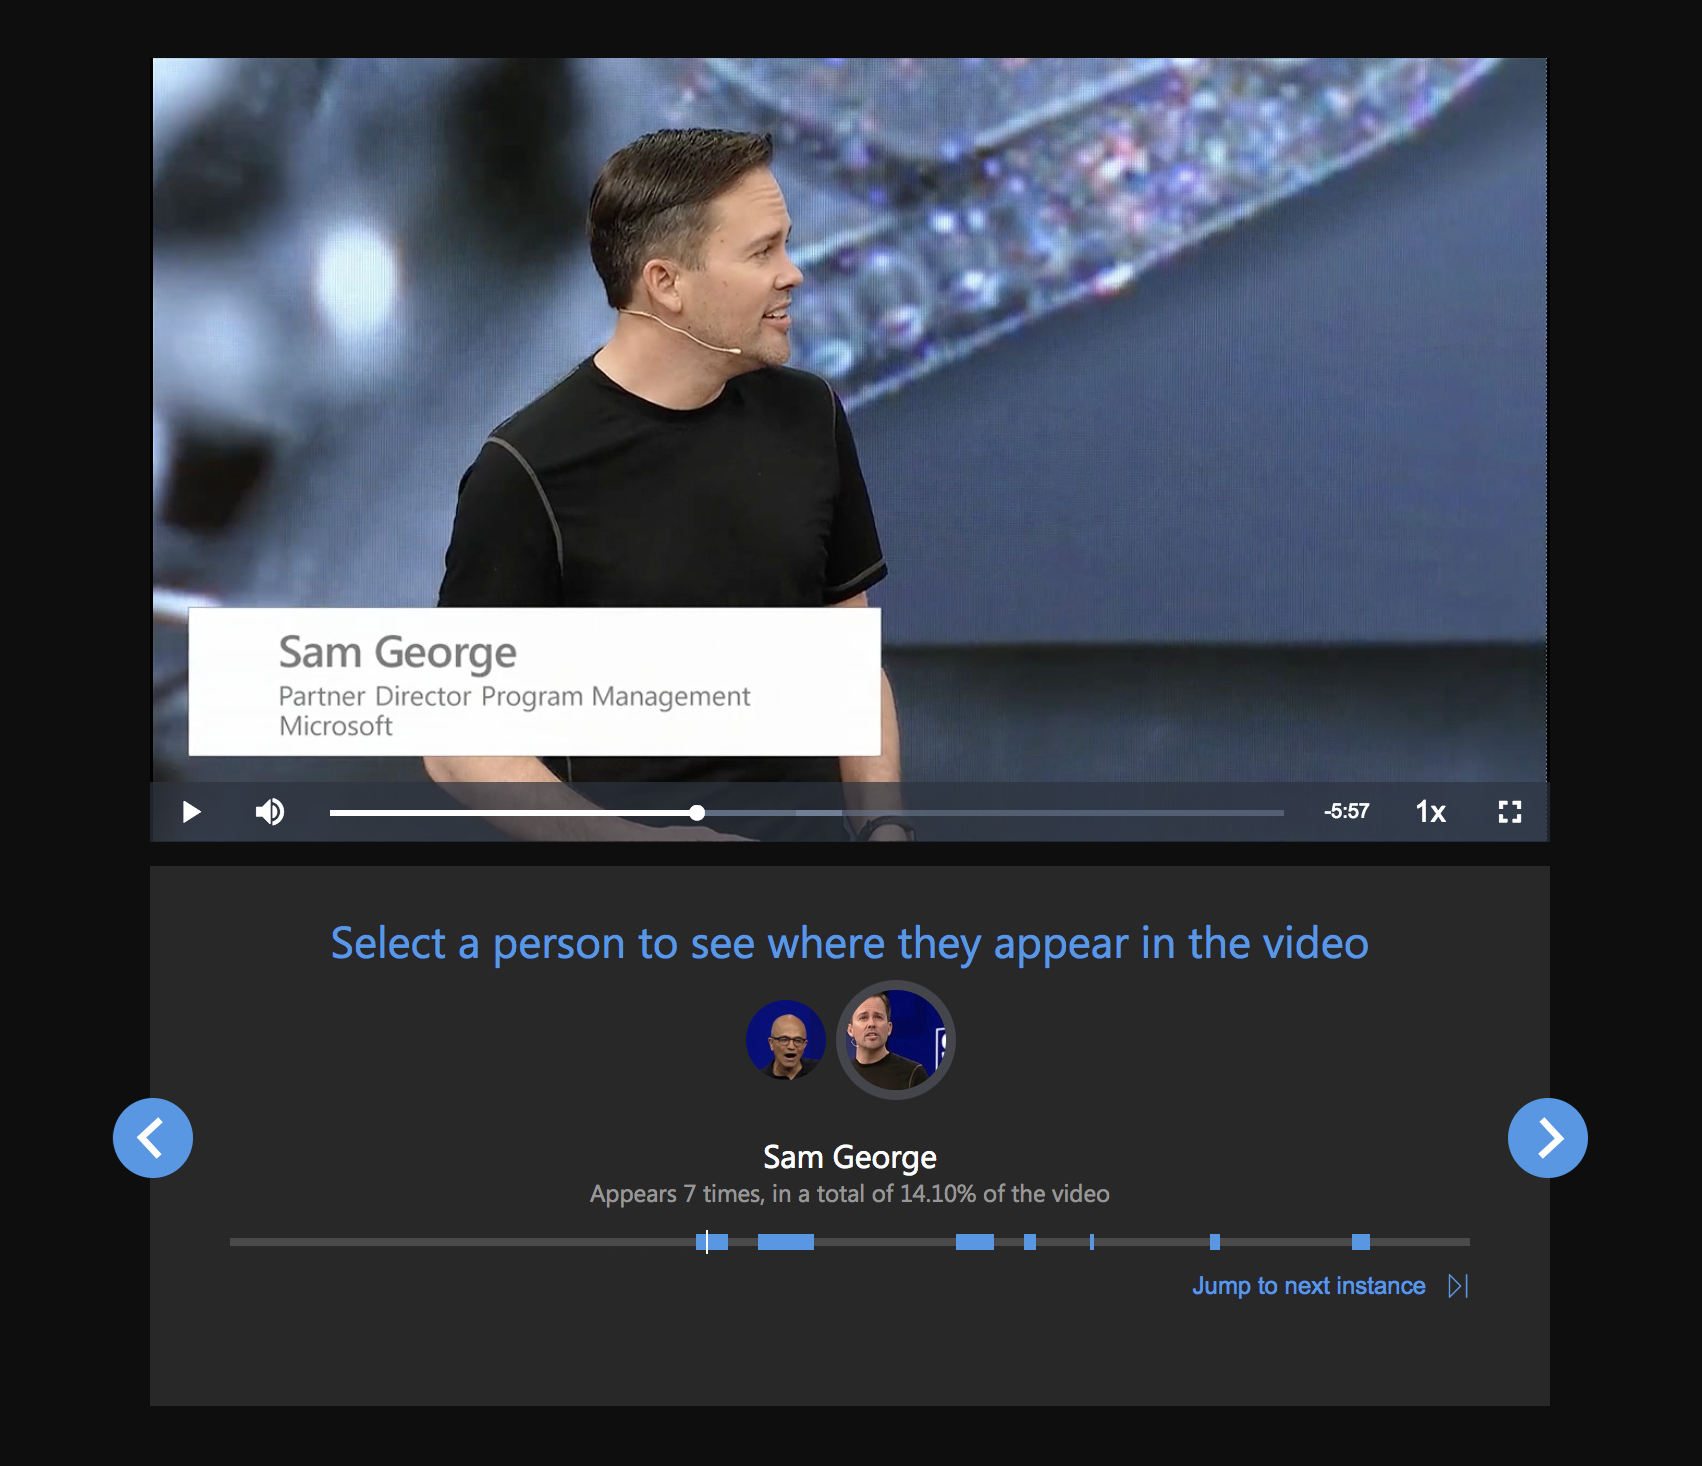 Sam George
Partner Director Program Management
Microsoft
-5:57
1x
Select a person to see where they appear in the video
Sam George
Appears 7 times, in a total of 14.10% of the video
Jump to next instance